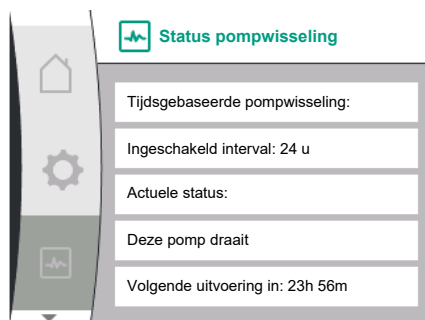 Status pompwisseling
Tijdsgebaseerde pompwisseling:
Ingeschakeld interval: 24 u
Actuele status:
Deze pomp draait
Volgende uitvoering in: 23h 56m